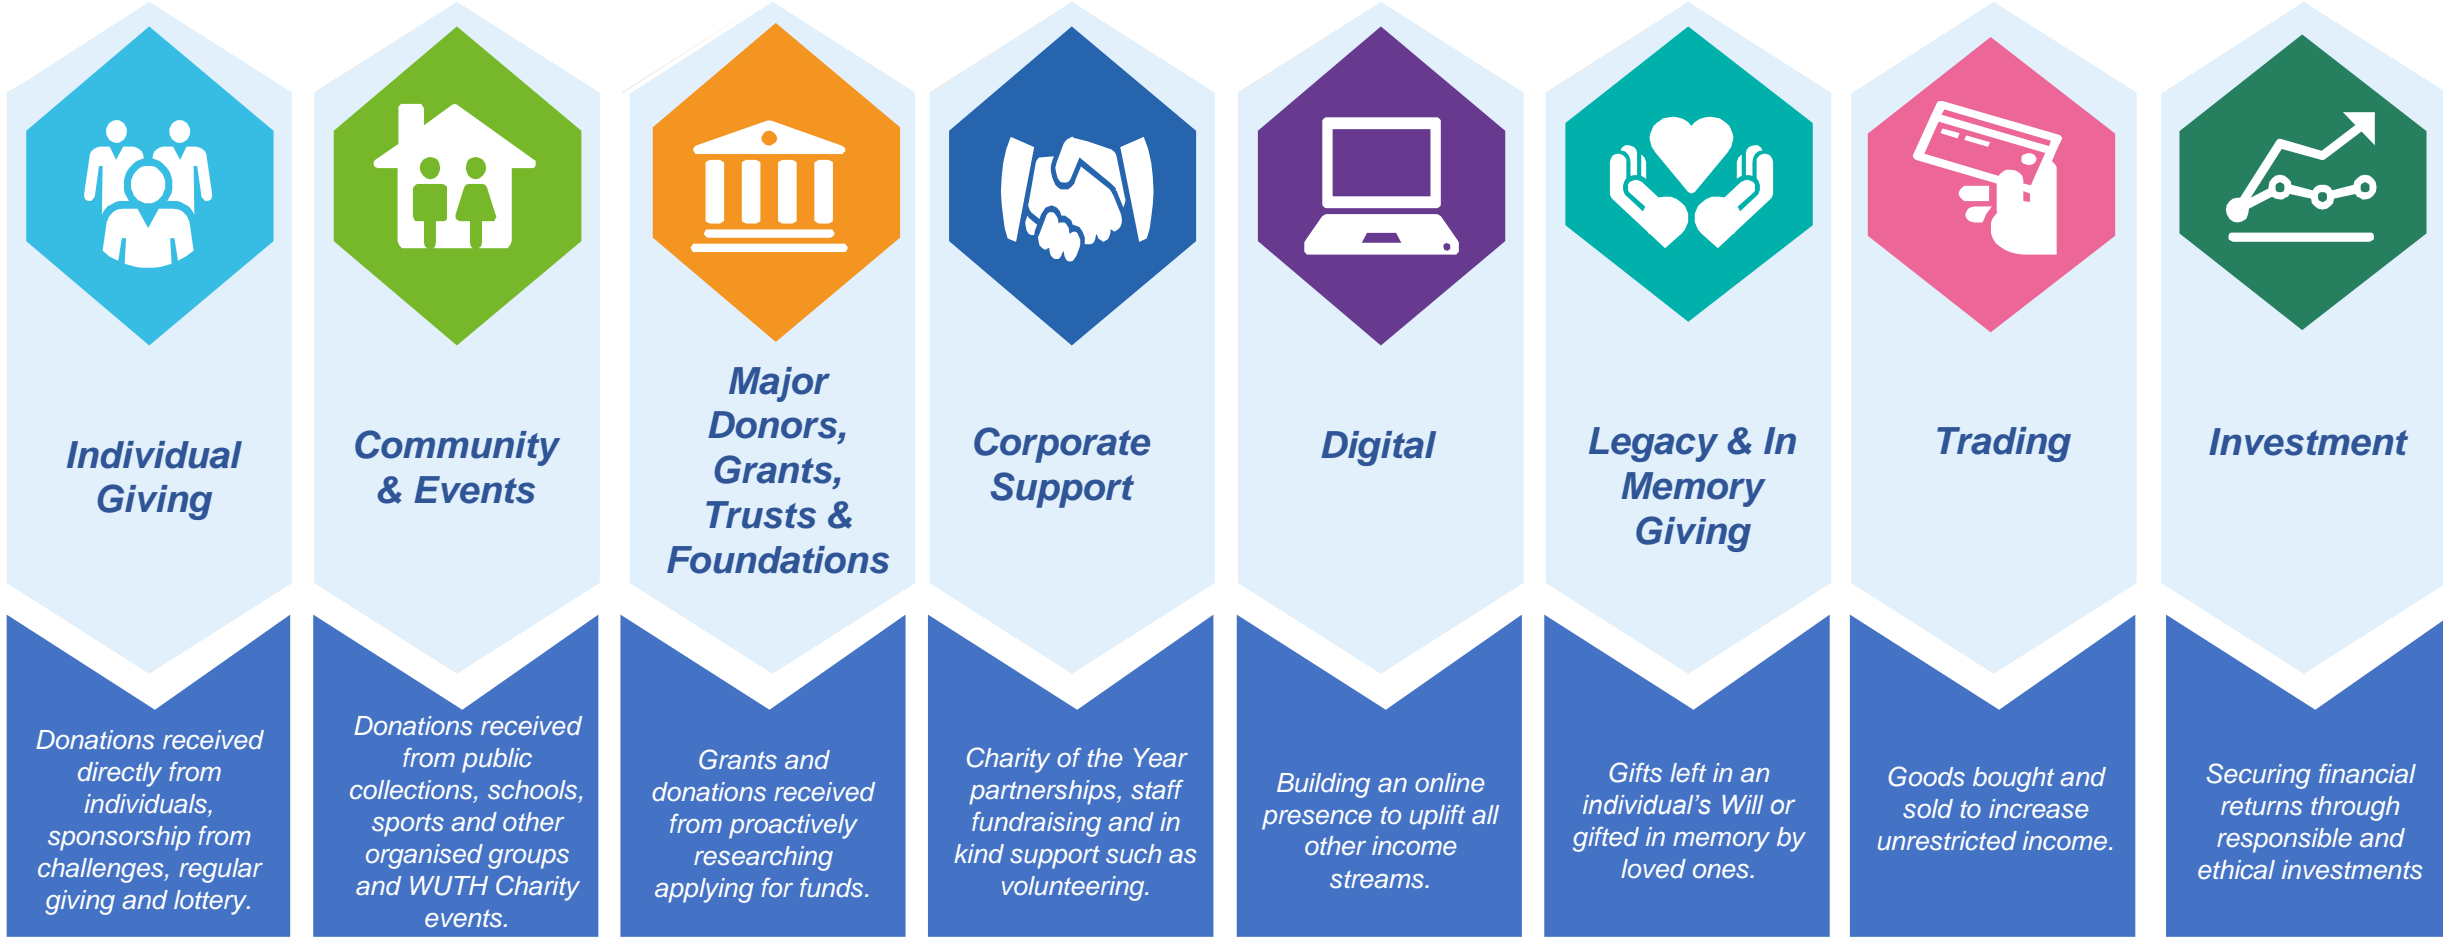 Individual
Giving
Community
& Events
Major
Donors,
Grants,
Trusts &
Foundations
Corporate
Support
Digital
Legacy & In
Memory
Giving
Trading
Investment
Donations received
directly from
individuals,
sponsorship from
challenges, regular
giving and lottery.
Donations received
from public
collections, schools,
sports and other
organised groups
and WUTH Charity
events.
Grants and
donations received
from proactively
researching
applying for funds.
Charity of the Year
partnerships, staff
fundraising and in
kind support such as
volunteering.
Building an online
presence to uplift all
other income
streams.
Gifts left in an
individual's Will or
gifted in memory by
loved ones.
Goods bought and
sold to increase
unrestricted income.
Securing financial
returns through
responsible and
ethical investments